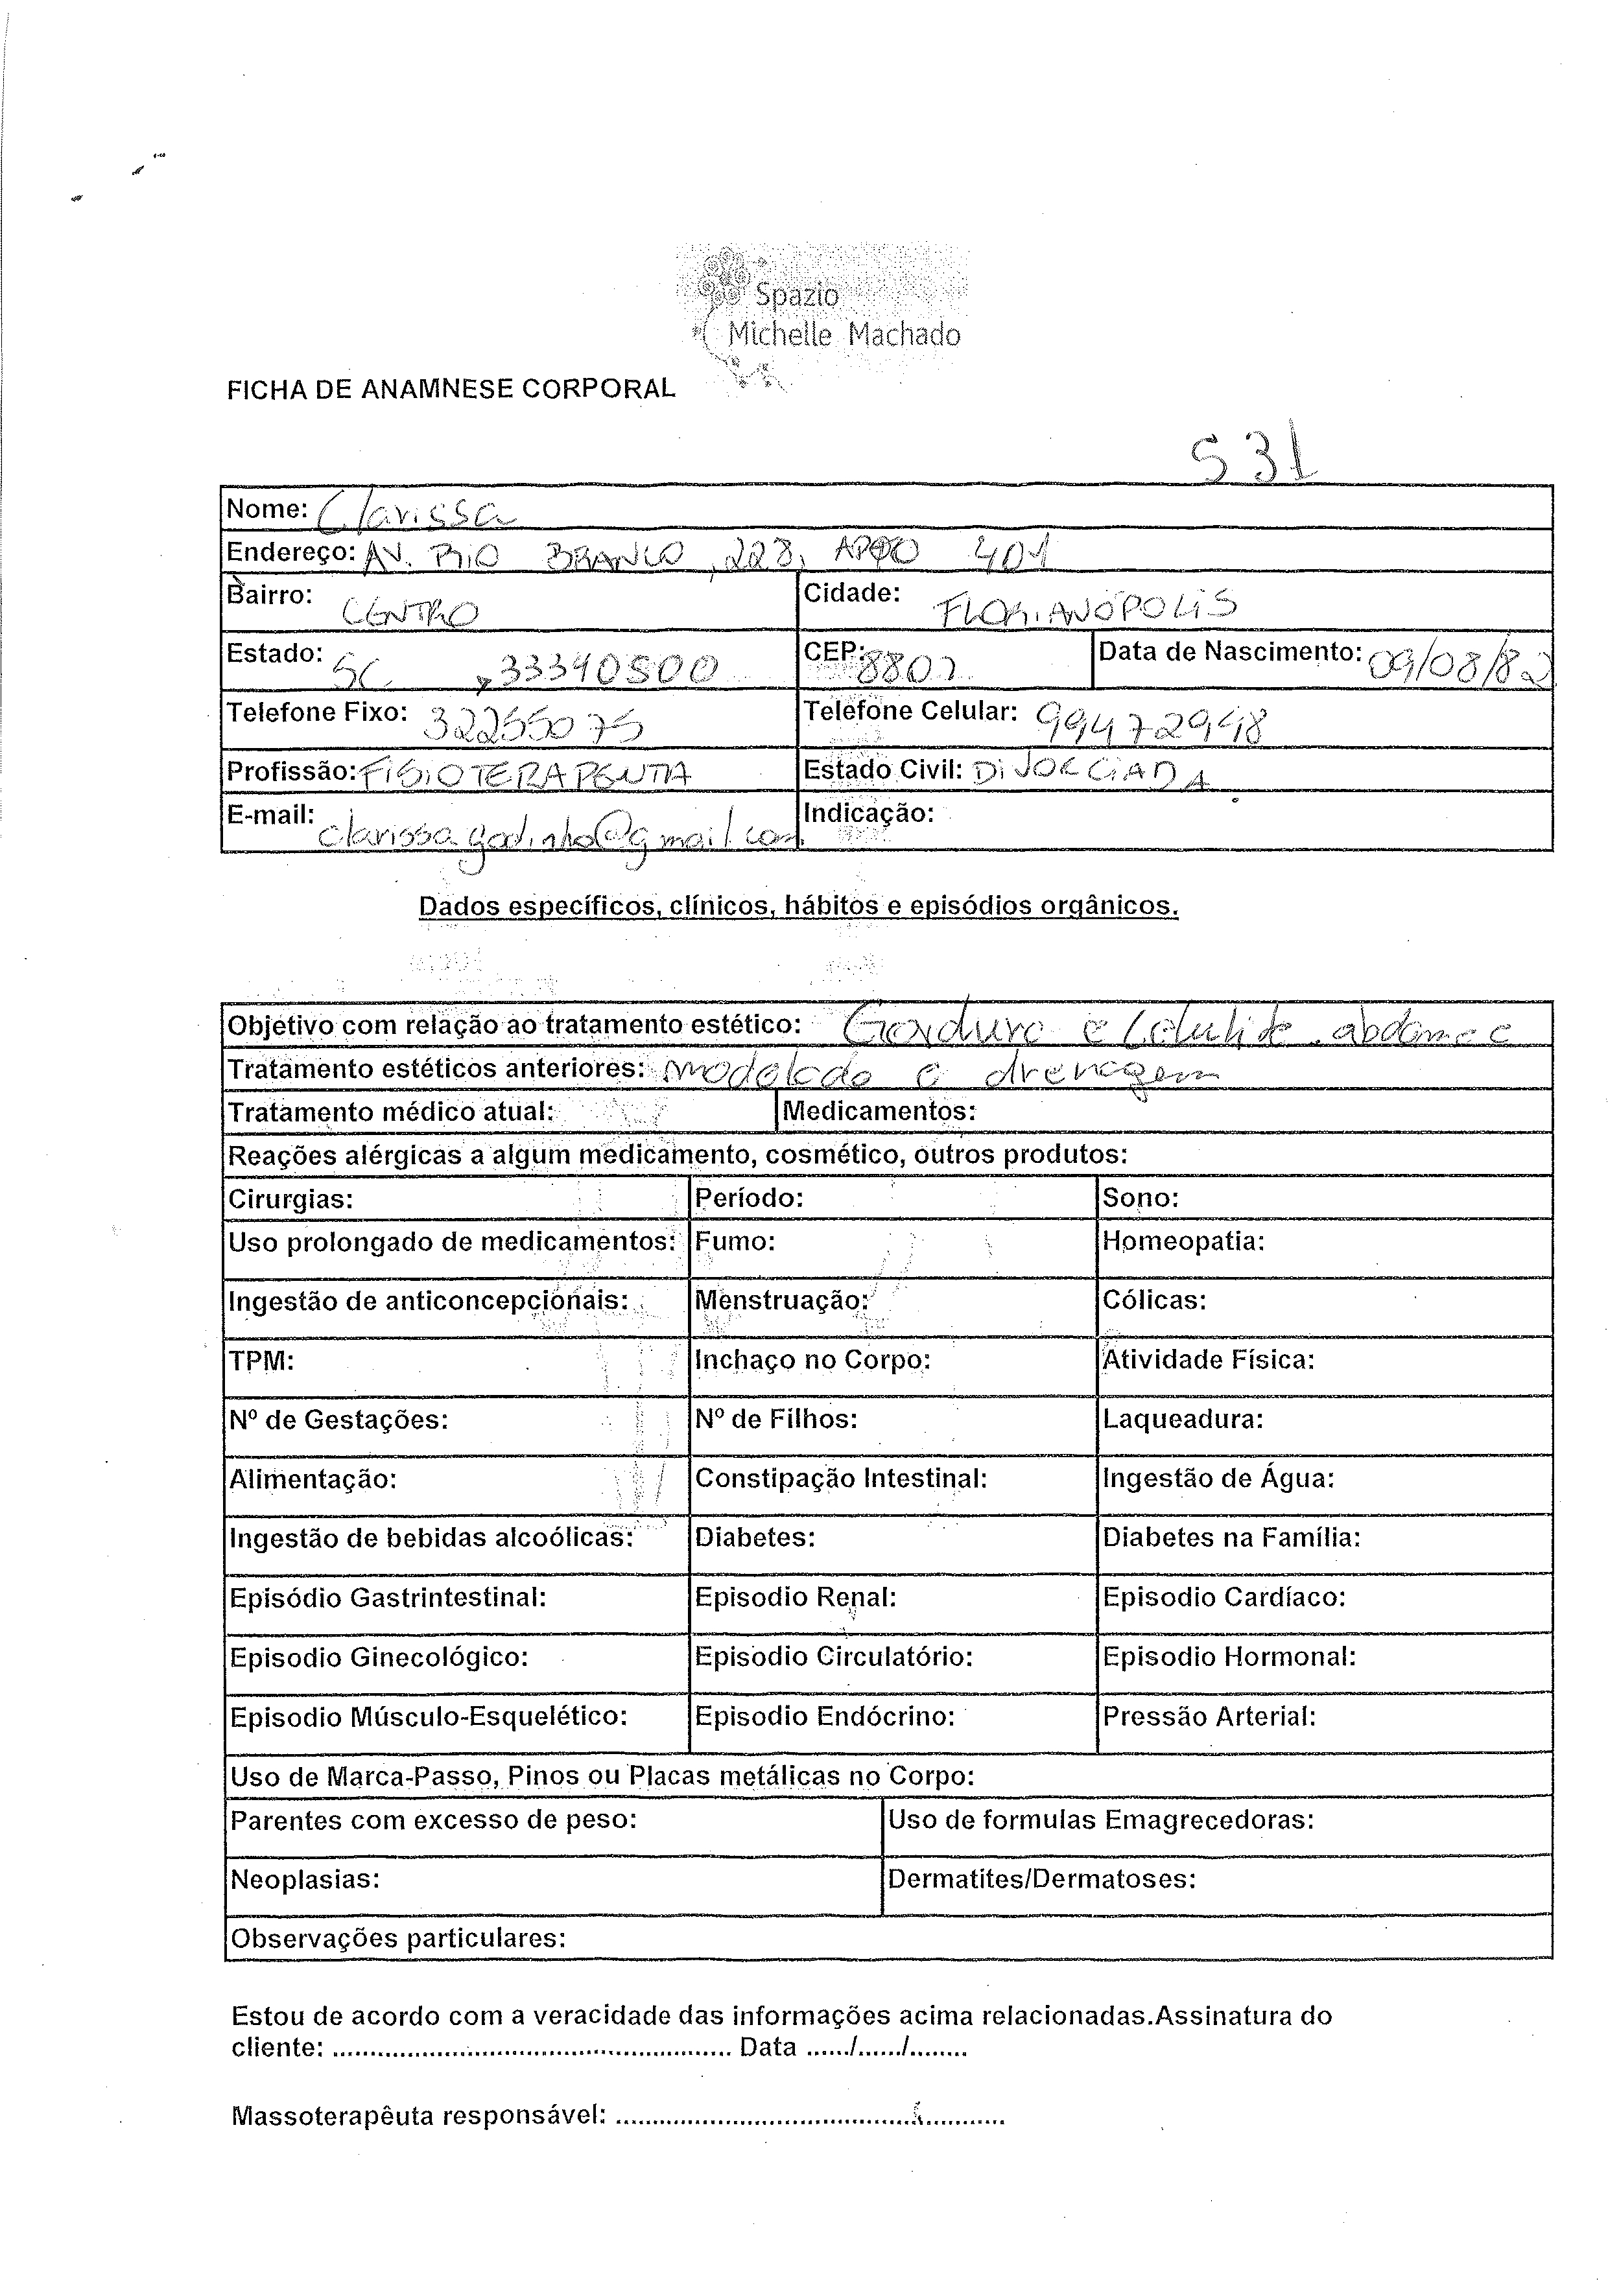 Spazio
Michelle Machado
FICHA DE ANAMNESE CORPORAL
531
Nome: Clarissa
Endereço: AV. RIO BRANCO, 228, APTO 401
Bairro: CENTRO Cidade: FLORIANÓPOLIS
Estado: SC 33340500 CEP: 8802 Data de Nascimento: 09/08/82
Telefone Fixo: 32255075 Telefone Celular: 99472948
Profissão: FISIOTERAPEUTA Estado Civil: DIVORCIADA
E-mail: clarissa.godinho@gmail.com Indicação:
Dados específicos, clínicos, hábitos e episódios orgânicos.
Objetivo com relação ao tratamento estético: Gordura e Celulite abdome
Tratamento estéticos anteriores: e drenagem
Tratamento médico atual: Medicamentos:
Reações alérgicas a algum medicamento, cosmético, outros produtos:
Cirurgias: Período: Sono:
Uso prolongado de medicamentos: Fumo: Homeopatia:
Ingestão de anticoncepcionais: Menstruação: Cólicas:
TPM: Inchaço no Corpo: Atividade Física:
Nº de Gestações: Nº de Filhos: Laqueadura:
Alimentação: Constipação Intestinal: Ingestão de Água:
Ingestão de bebidas alcoólicas: Diabetes: Diabetes na Família:
Episódio Gastrintestinal: Episodio Renal: Episodio Cardíaco:
Episodio Ginecológico: Episodio Circulatório: Episodio Hormonal:
Episodio Músculo-Esquelético: Episodio Endócrino: Pressão Arterial:
Uso de Marca-Passo, Pinos ou Placas metálicas no Corpo:
Parentes com excesso de peso: Uso de formulas Emagrecedoras:
Neoplasias: Dermatites/Dermatoses:
Observações particulares:
Estou de acordo com a veracidade das informações acima relacionadas.Assinatura do
cliente: ................................................ Data ...../....../.......
Massoterapêuta responsável: ...............................................